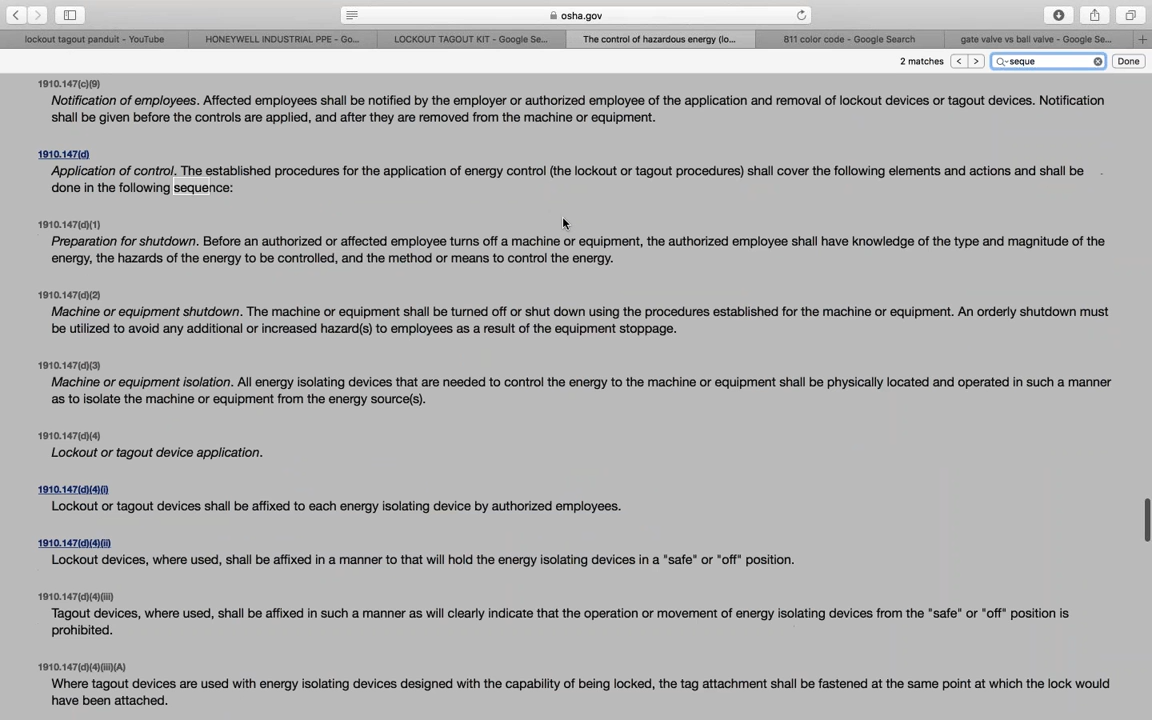 osha.gov
lockout tagout panduit - YouTube
HONEYWELL INDUSTRIAL PPE - Go...
LOCKOUT TAGOUT KIT - Google Se...
The control of hazardous energy (lo...
811 color code - Google Search
gate valve vs ball valve - Google Se...
2 matches
seque
Done
1910.147(c)(9)
Notification of employees. Affected employees shall be notified by the employer or authorized employee of the application and removal of lockout devices or tagout devices. Notification
shall be given before the controls are applied, and after they are removed from the machine or equipment.
1910.147(d)
Application of control. The established procedures for the application of energy control (the lockout or tagout procedures) shall cover the following elements and actions and shall be
done in the following sequence:
1910.147(d)(1)
Preparation for shutdown. Before an authorized or affected employee turns off a machine or equipment, the authorized employee shall have knowledge of the type and magnitude of the
energy, the hazards of the energy to be controlled, and the method or means to control the energy.
1910.147(d)(2)
Machine or equipment shutdown. The machine or equipment shall be turned off or shut down using the procedures established for the machine or equipment. An orderly shutdown must
be utilized to avoid any additional or increased hazard(s) to employees as a result of the equipment stoppage.
1910.147(d)(3)
Machine or equipment isolation. All energy isolating devices that are needed to control the energy to the machine or equipment shall be physically located and operated in such a manner
as to isolate the machine or equipment from the energy source(s).
1910.147(d)(4)
Lockout or tagout device application.
1910.147(d)(4)(i)
Lockout or tagout devices shall be affixed to each energy isolating device by authorized employees.
1910.147(d)(4)(ii)
Lockout devices, where used, shall be affixed in a manner to that will hold the energy isolating devices in a "safe" or "off" position.
1910.147(d)(4)(iii)
Tagout devices, where used, shall be affixed in such a manner as will clearly indicate that the operation or movement of energy isolating devices from the "safe" or "off" position is
prohibited.
1910.147(d)(4)(iii)(A)
Where tagout devices are used with energy isolating devices designed with the capability of being locked, the tag attachment shall be fastened at the same point at which the lock would
have been attached.